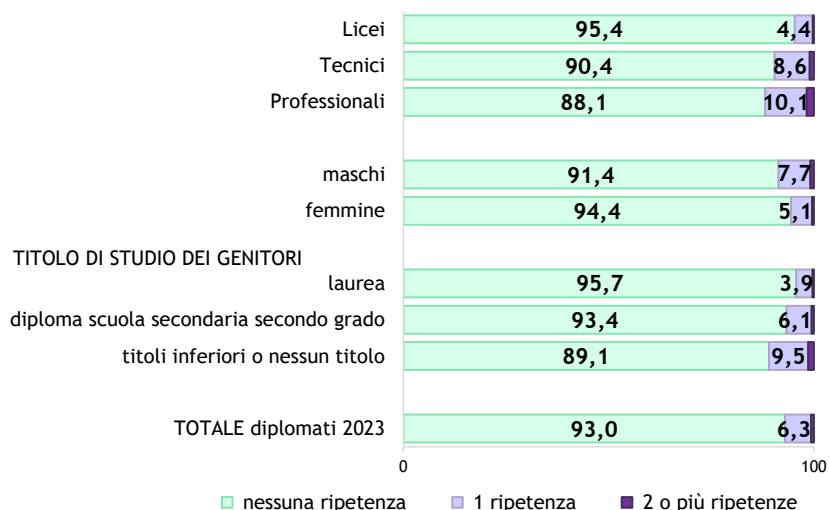 Licei 95,4 4,4
Tecnici 90,4 8,6
Professionali 88,1 10,1
maschi 91,4 7,7
femmine 94,4 5,1
TITOLO DI STUDIO DEI GENITORI
laurea 95,7 3,9
diploma scuola secondaria secondo grado 93,4 6,1
titoli inferiori o nessun titolo 89,1 9,5
TOTALE diplomati 2023 93,0 6,3
0 100
nessuna ripetenza 1 ripetenza 2 o più ripetenze